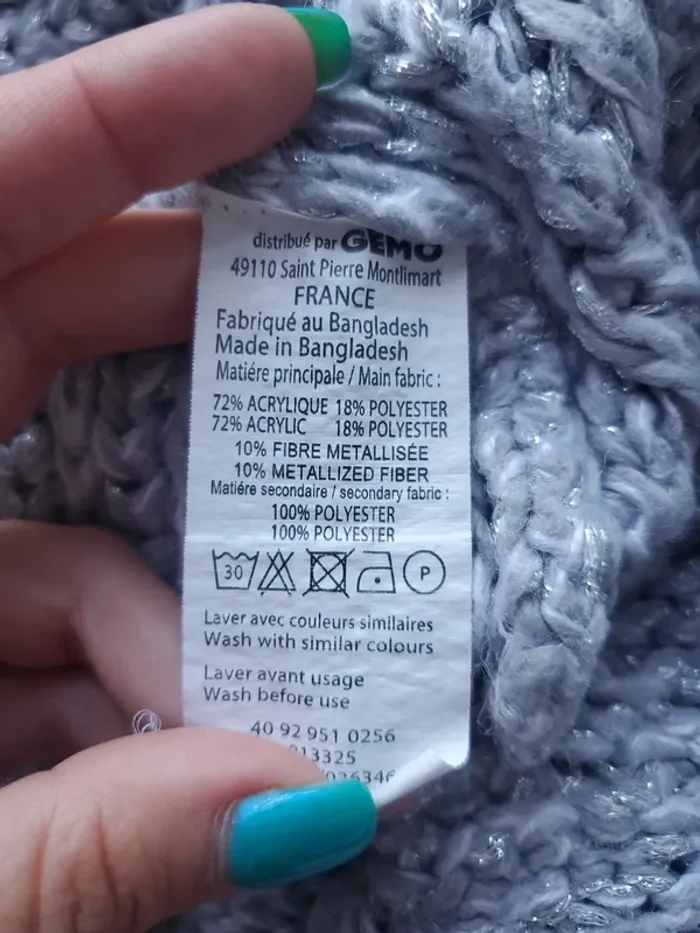 distribué par GEMO
49110 Saint Pierre Montlimart
FRANCE
Fabriqué au Bangladesh
Made in Bangladesh
Matiére principale / Main fabric :
72% ACRYLIQUE 18% POLYESTER
72% ACRYLIC 18% POLYESTER
10% FIBRE METALLISÉE
10% METALLIZED FIBER
Matiére secondaire / secondary fabric :
100% POLYESTER
100% POLYESTER
30 P
Laver avec couleurs similaires
Wash with similar colours
Laver avant usage
Wash before use
40 92 951 0256
13325